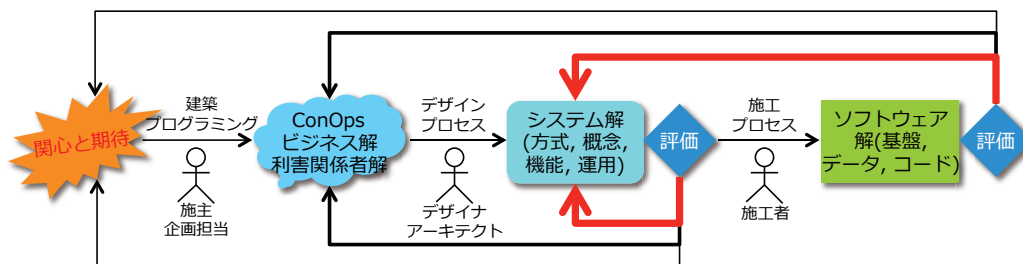 関心と期待
建築
プログラミング
施主
企画担当
ConOps
ビジネス解
利害関係者解
デザイン
プロセス
デザイナ
アーキテクト
システム解
(方式, 概念,
機能, 運用)
評価
施工
プロセス
施工者
ソフトウェア
解(基盤,
データ, コード)
評価